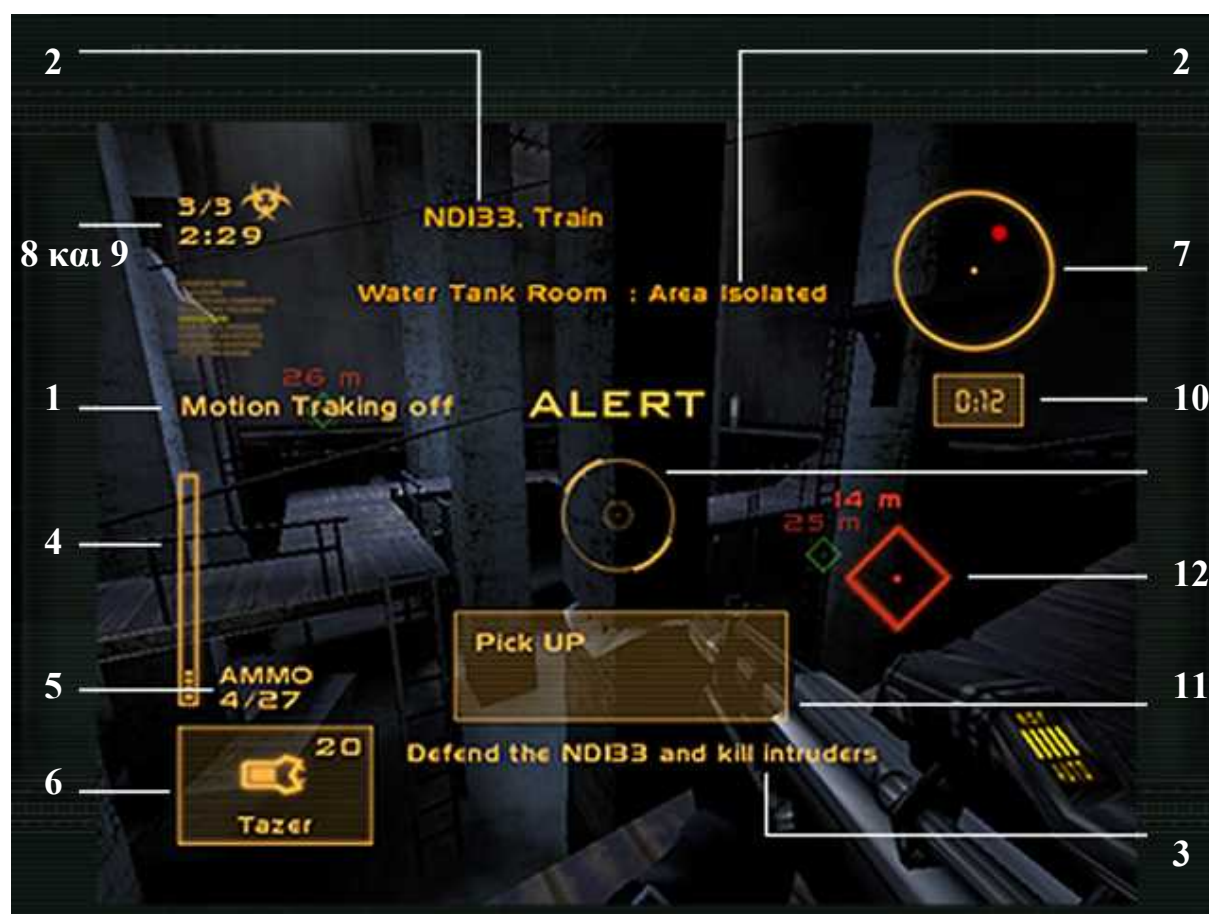 2
2
3/3
2:29
ND133. Train
8 και 9
7
Water Tank Room : Area Isolated
26 m
1
Motion Traking off
ALERT
0:12
10
14 m
25 m
4
12
Pick UP
5
AMMO
4/27
11
20
Defend the ND133 and kill intruders
6
Tazer
3